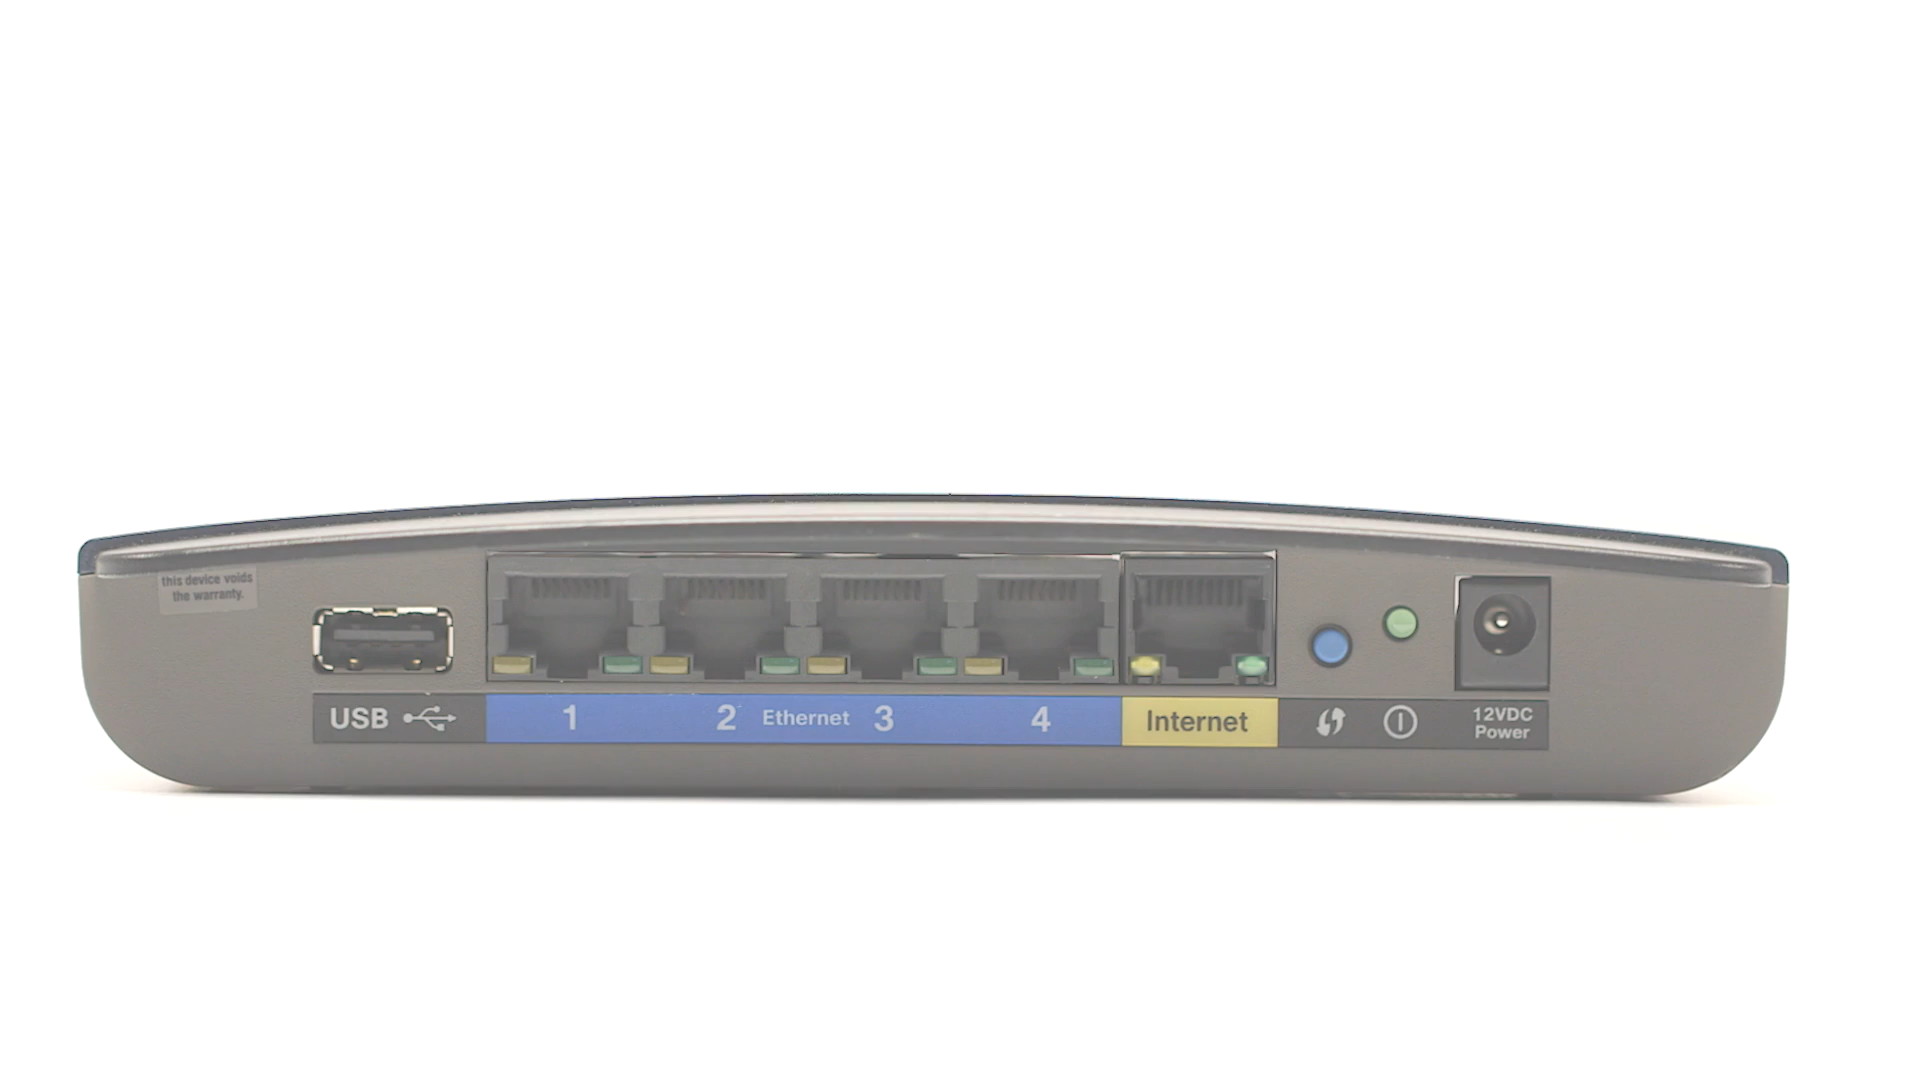 this device voids
the warranty.
USB
1 2 Ethernet 3 4
Internet
12VDC
Power